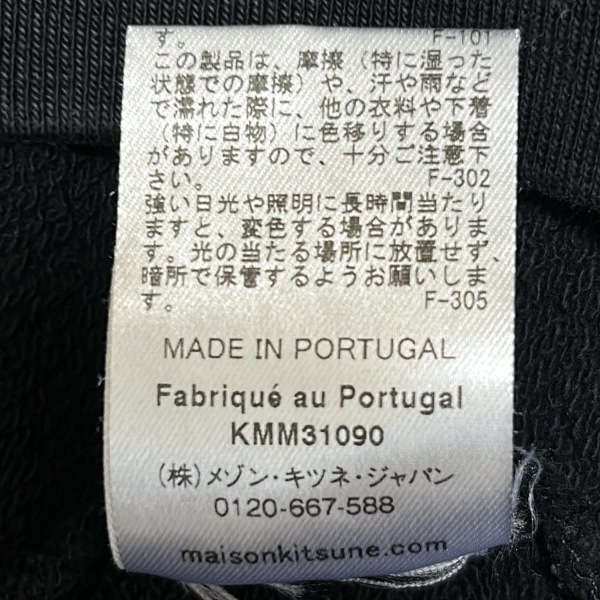 す。 F-101
この製品は、摩擦（特に湿った
状態での摩擦）や、汗や雨など
で濡れた際に、他の衣料や下着
（特に白物）に色移りする場合
がありますので、十分ご注意下
さい。 F-302
強い日光や照明に長時間当たり
ますと、変色する場合がありま
す。光の当たる場所に放置せず、
暗所で保管するようお願いしま
す。 F-305
MADE IN PORTUGAL
Fabriqué au Portugal
KMM31090
（株）メゾン・キツネ・ジャパン
0120-667-588
maisonkitsune.com